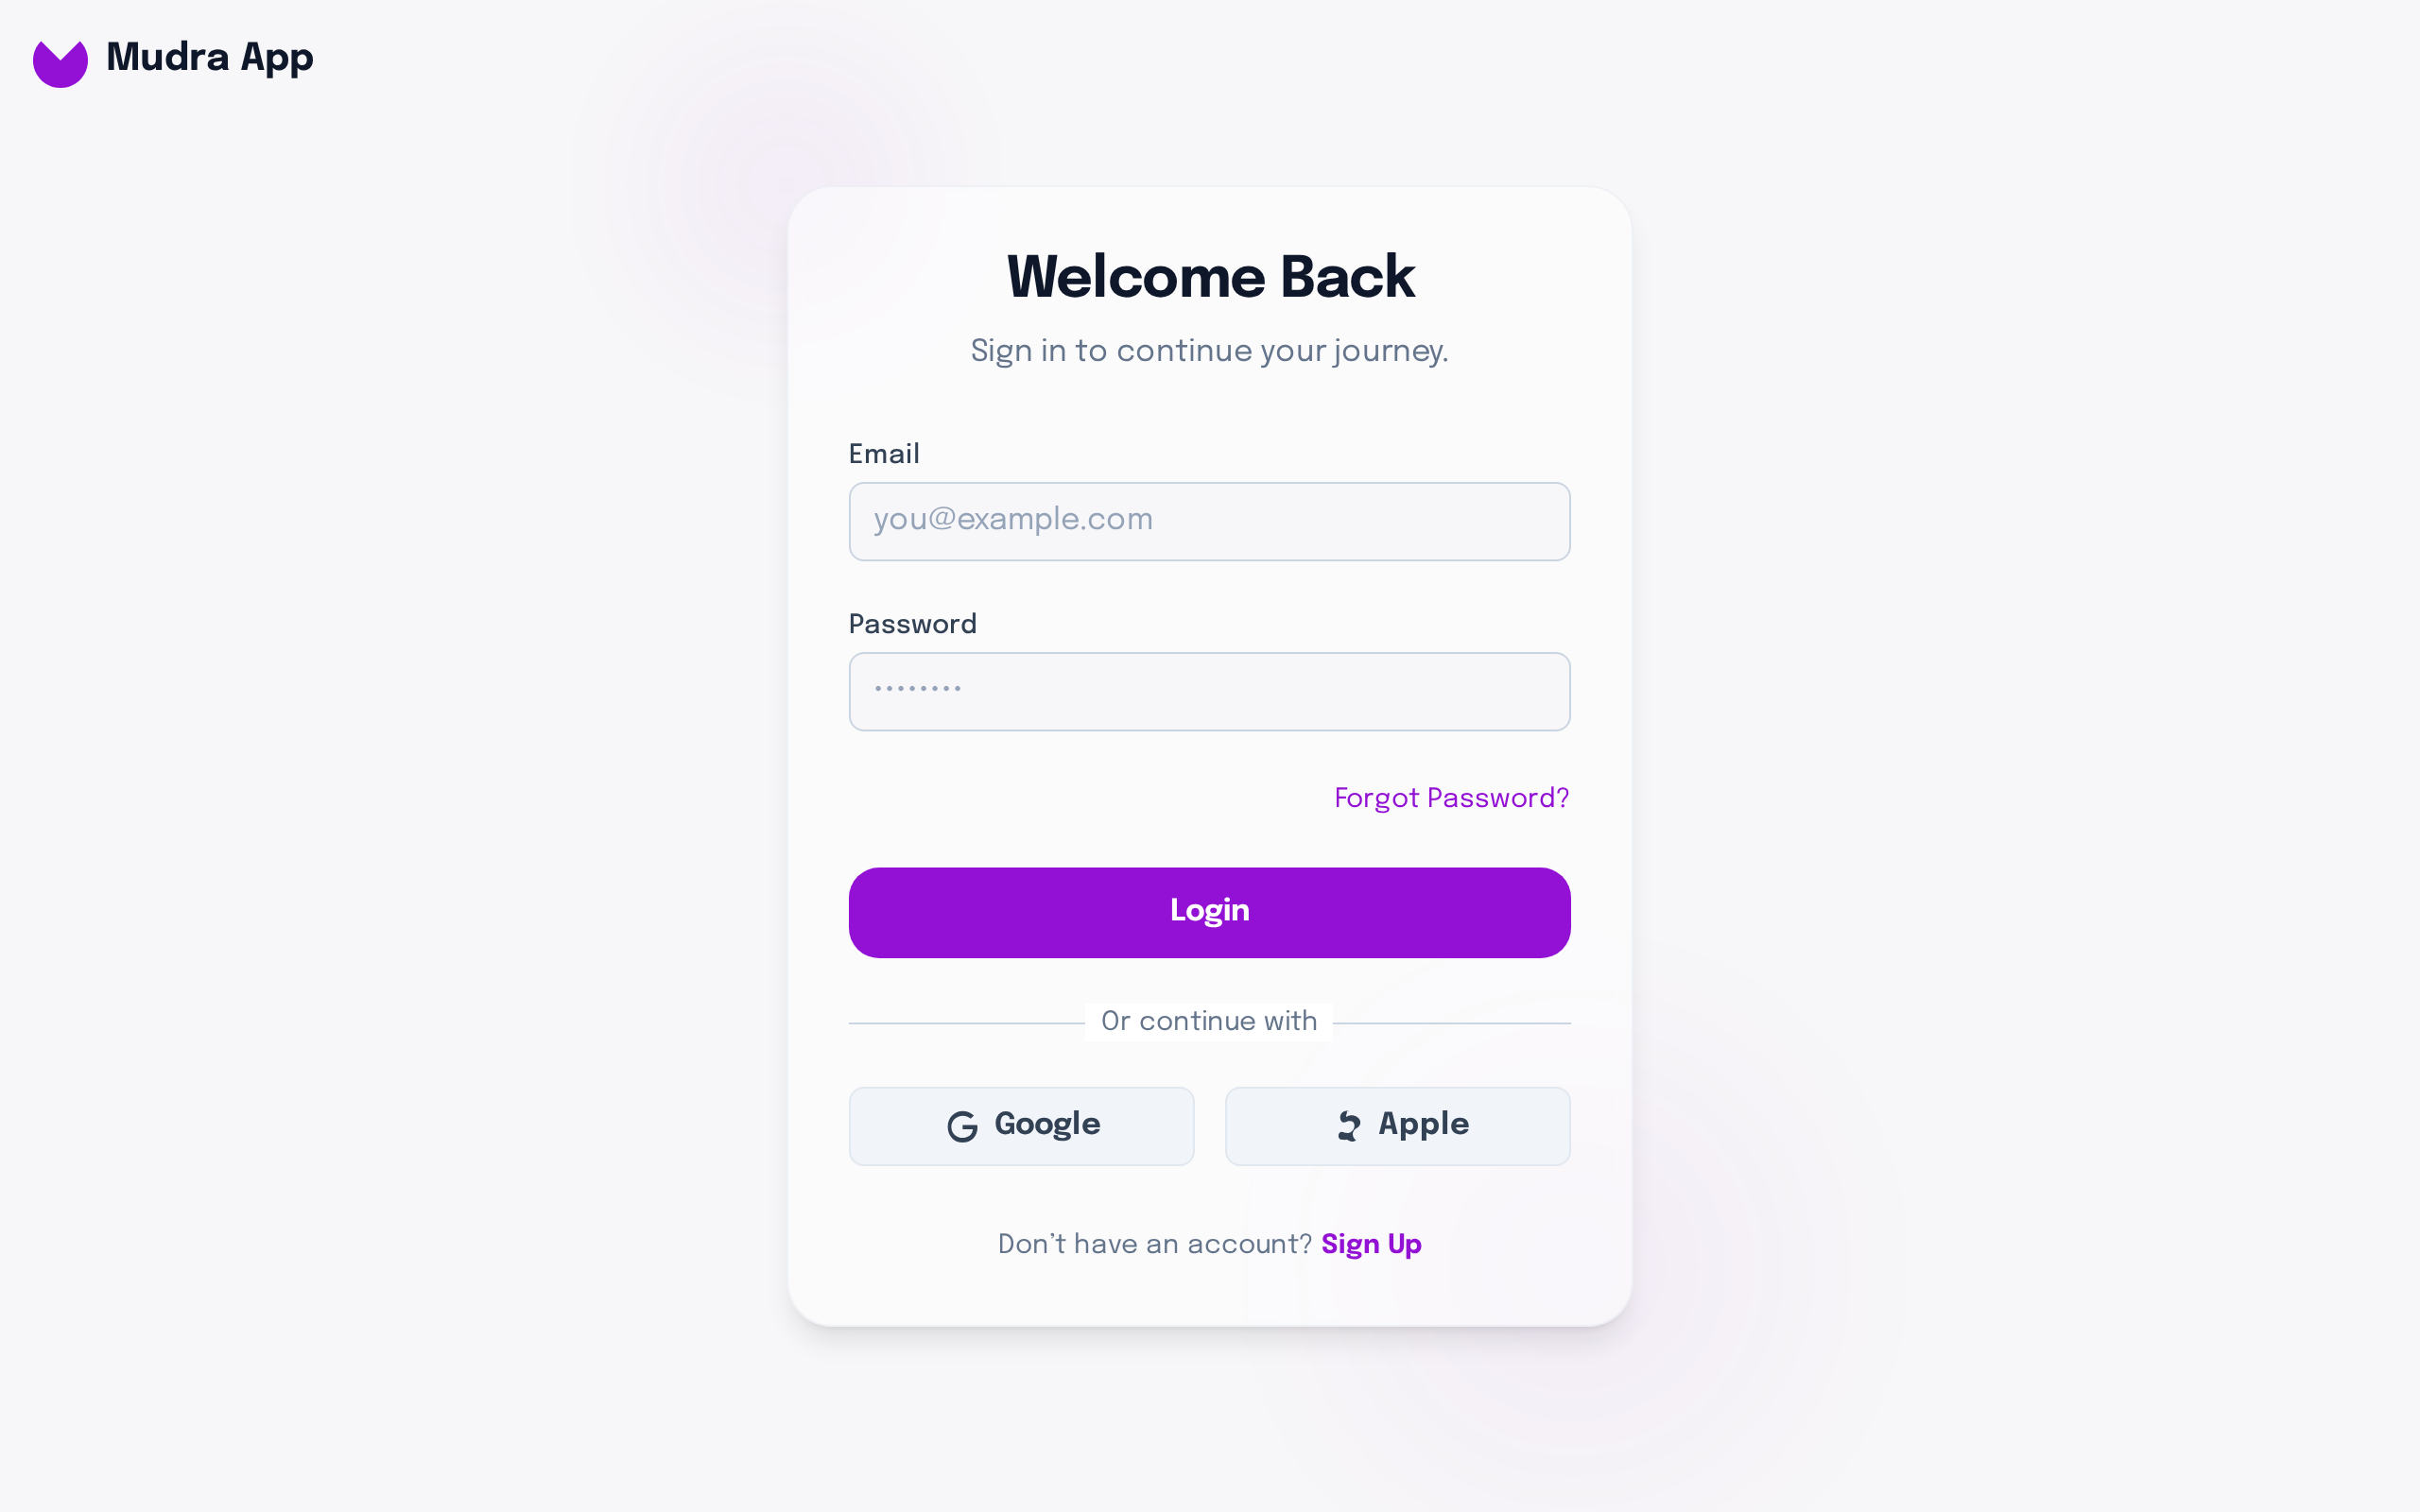 Mudra App
Welcome Back
Sign in to continue your journey.
Email
you@example.com
Password
••••••••
Forgot Password?
Login
Or continue with
Google
Apple
Don’t have an account? Sign Up